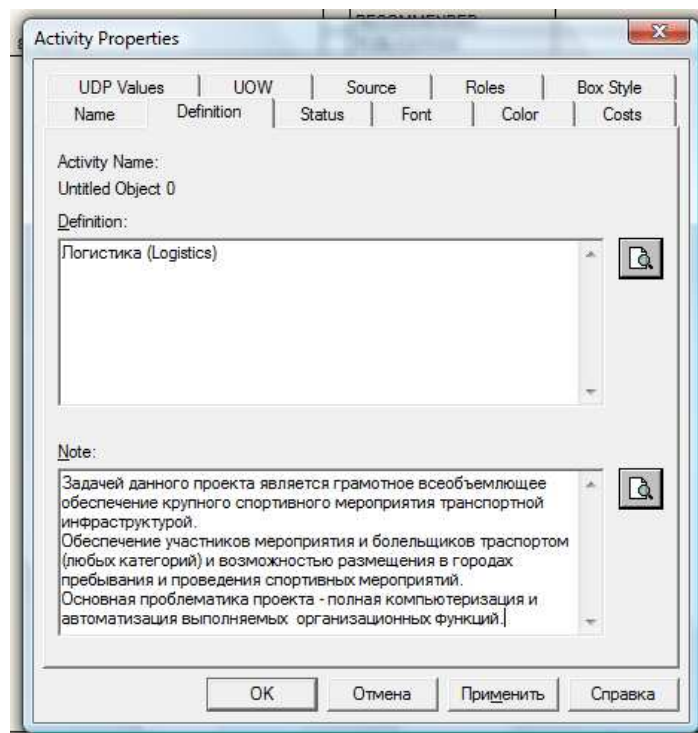 RECOMMENDER
Activity Properties
UDP Values
UOW
Source
Roles
Box Style
Name
Definition
Status
Font
Color
Costs
Activity Name:
Untitled Object 0
Definition:
Логистика (Logistics)
Note:
Задачей данного проекта является грамотное всеобъемлющее
обеспечение крупного спортивного мероприятия транспортной
инфраструктурой.
Обеспечение участников мероприятия и болельщиков траспортом
(любых категорий) и возможностью размещения в городах
пребывания и проведения спортивных мероприятий.
Основная проблематика проекта - полная компьютеризация и
автоматизация выполняемых организационных функций.
OK
Отмена
Применить
Справка